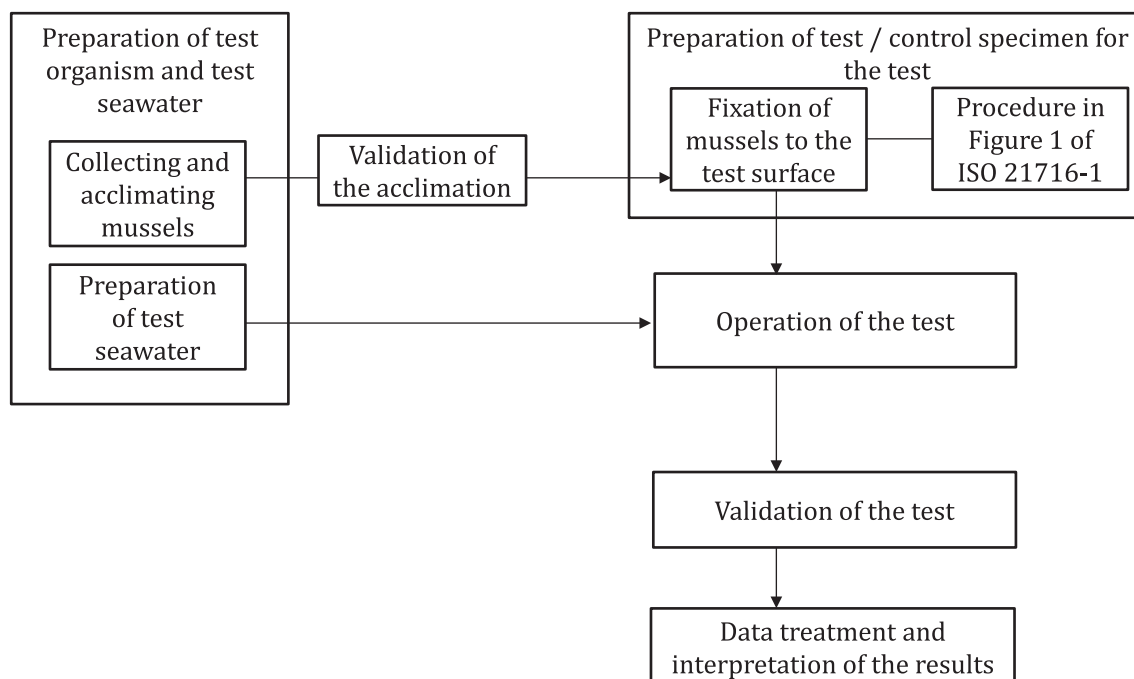 Preparation of test
organism and test
seawater
Collecting and
acclimating
mussels
Preparation
of test
seawater
Validation of
the acclimation
Preparation of test / control specimen for
the test
Fixation of
mussels to the
test surface
Procedure in
Figure 1 of
ISO 21716-1
Operation of the test
Validation of the test
Data treatment and
interpretation of the results